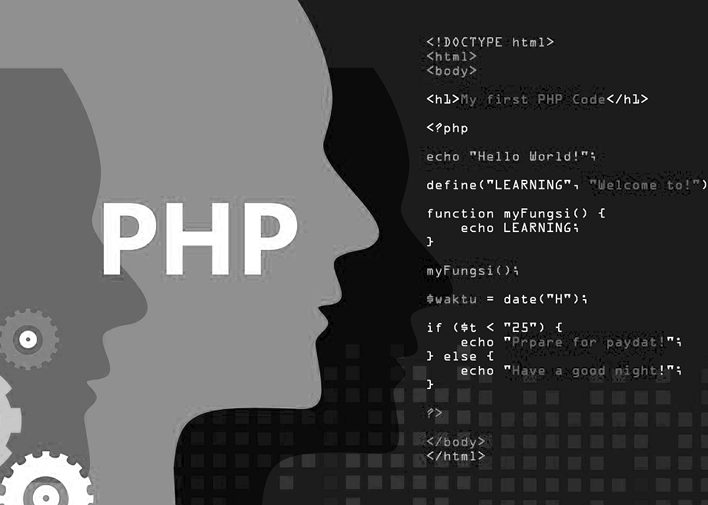 PHP
<!DOCTYPE html>
<html>
<body>
<h1>My first PHP Code</h1>
<?php
echo "Hello World!";
define("LEARNING", "Welcome to!")
function myFungsi() {
echo LEARNING;
}
myFungsi();
$waktu = date("H");
if ($t < "25") {
echo "Prpare for paydat!";
} else {
echo "Have a good night!";
}
?>
</body>
</html>